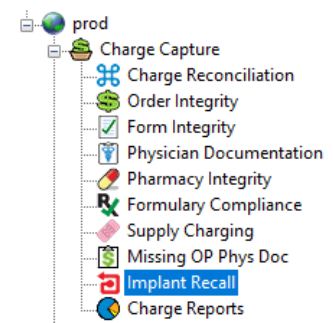 prod
Charge Capture
Charge Reconciliation
Order Integrity
Form Integrity
Physician Documentation
Pharmacy Integrity
Formulary Compliance
Supply Charging
Missing OP Phys Doc
Implant Recall
Charge Reports